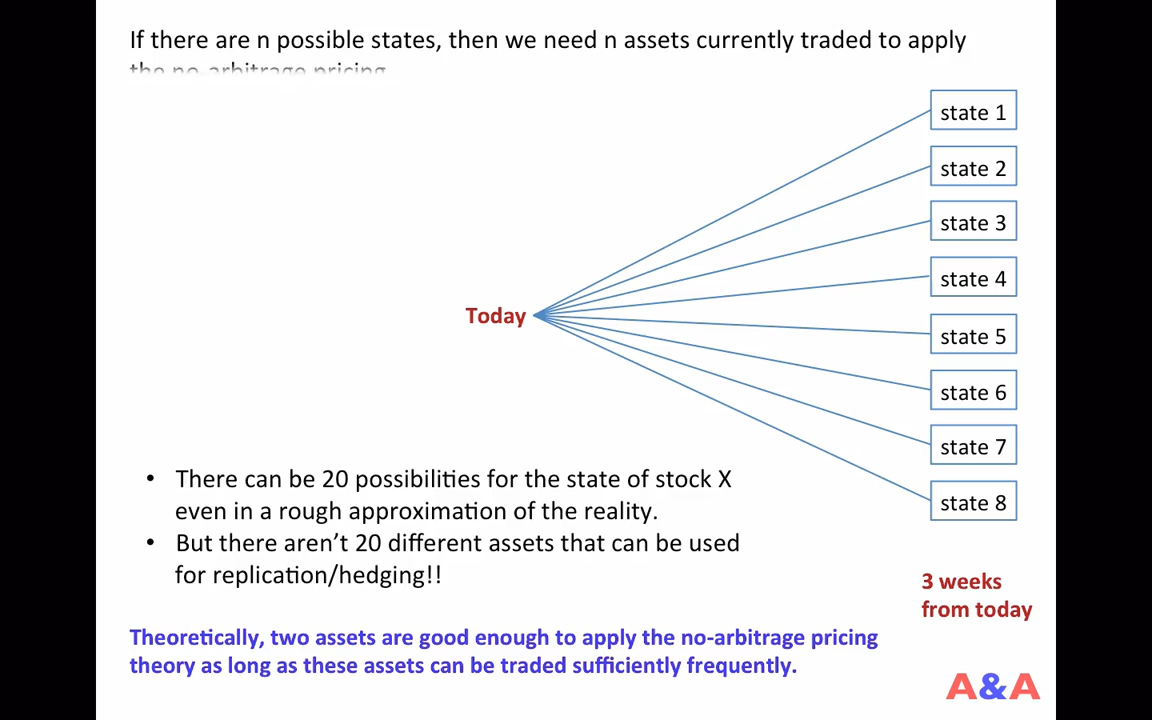 If there are n possible states, then we need n assets currently traded to apply
the no-arbitrage pricing
state 1
state 2
state 3
state 4
Today
state 5
state 6
state 7
state 8
• There can be 20 possibilities for the state of stock X
even in a rough approximation of the reality.
• But there aren’t 20 different assets that can be used
for replication/hedging!!
3 weeks
from today
Theoretically, two assets are good enough to apply the no-arbitrage pricing
theory as long as these assets can be traded sufficiently frequently.
A&A